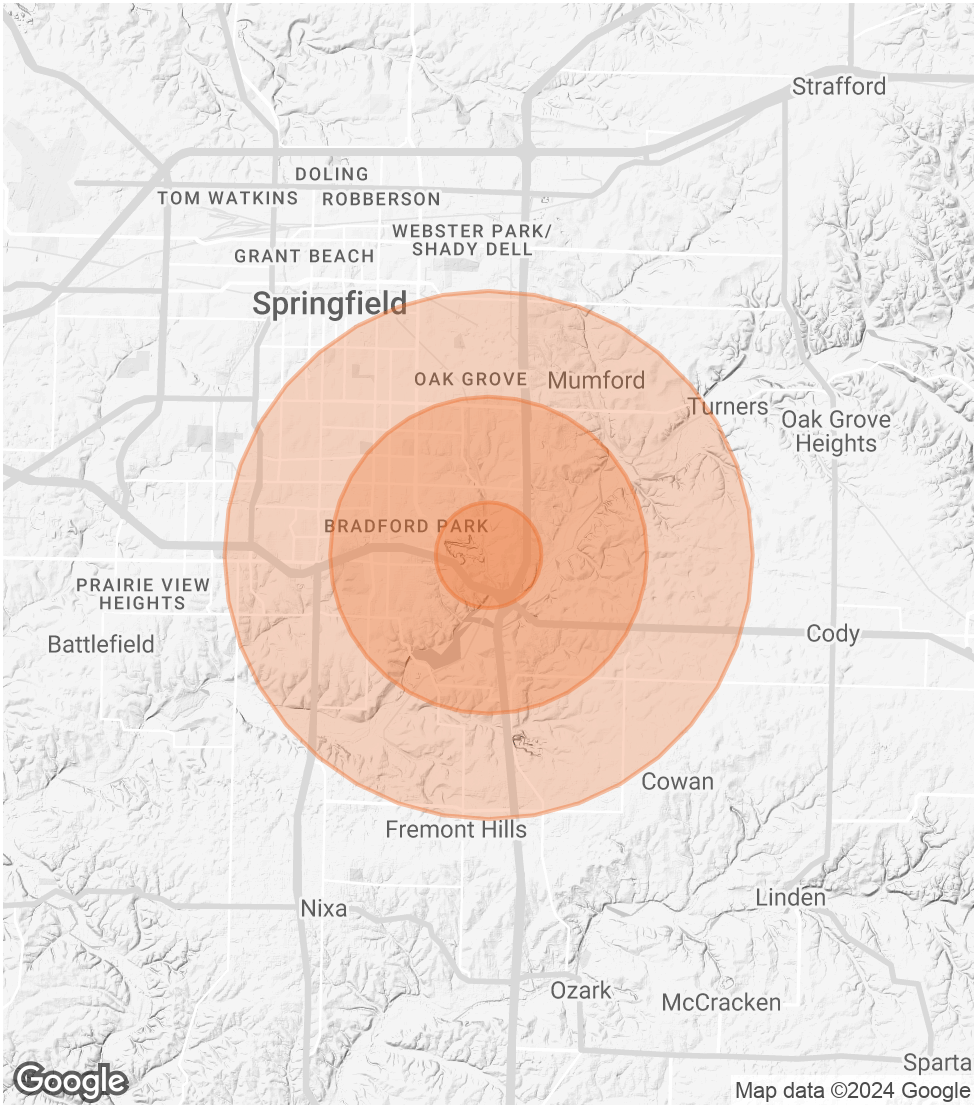 Strafford
DOLING
TOM WATKINS
ROBBERSON
WEBSTER PARK/
SHADY DELL
GRANT BEACH
Springfield
OAK GROVE
Mumford
Turners
Oak Grove
Heights
BRADFORD PARK
PRAIRIE VIEW
HEIGHTS
Battlefield
Cody
Cowan
Fremont Hills
Linden
Nixa
Ozark
McCracken
Sparta
Google
Map data ©2024 Google